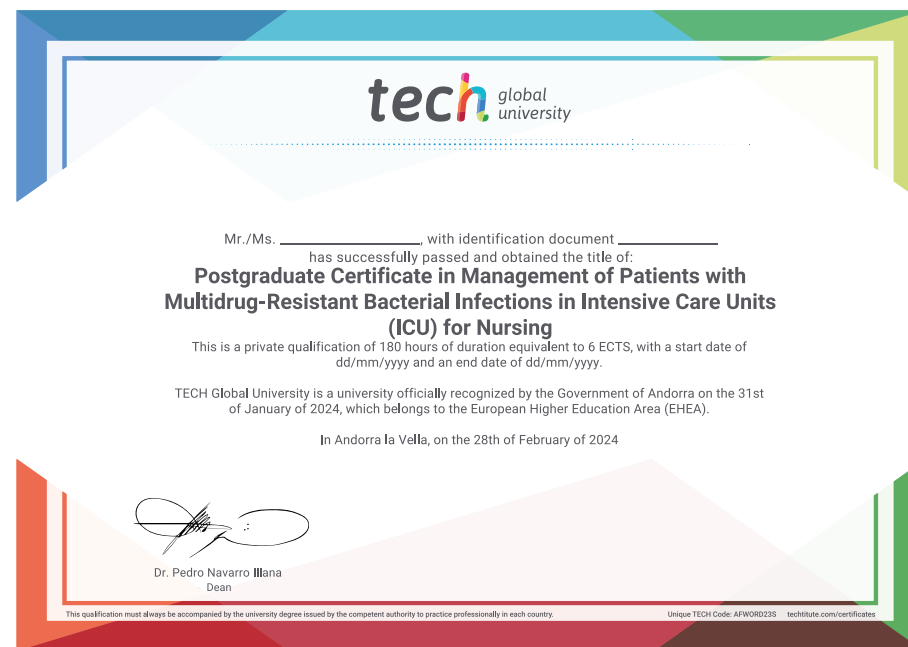 tech global university
Mr./Ms. ____________________, with identification document ______________
has successfully passed and obtained the title of:
Postgraduate Certificate in Management of Patients with
Multidrug-Resistant Bacterial Infections in Intensive Care Units
(ICU) for Nursing
This is a private qualification of 180 hours of duration equivalent to 6 ECTS, with a start date of
dd/mm/yyyy and an end date of dd/mm/yyyy.
TECH Global University is a university officially recognized by the Government of Andorra on the 31st
of January of 2024, which belongs to the European Higher Education Area (EHEA).
In Andorra la Vella, on the 28th of February of 2024
Dr. Pedro Navarro Illana
Dean
This qualification must always be accompanied by the university degree issued by the competent authority to practice professionally in each country.
Unique TECH Code: AFWORD23S techtitute.com/certificates